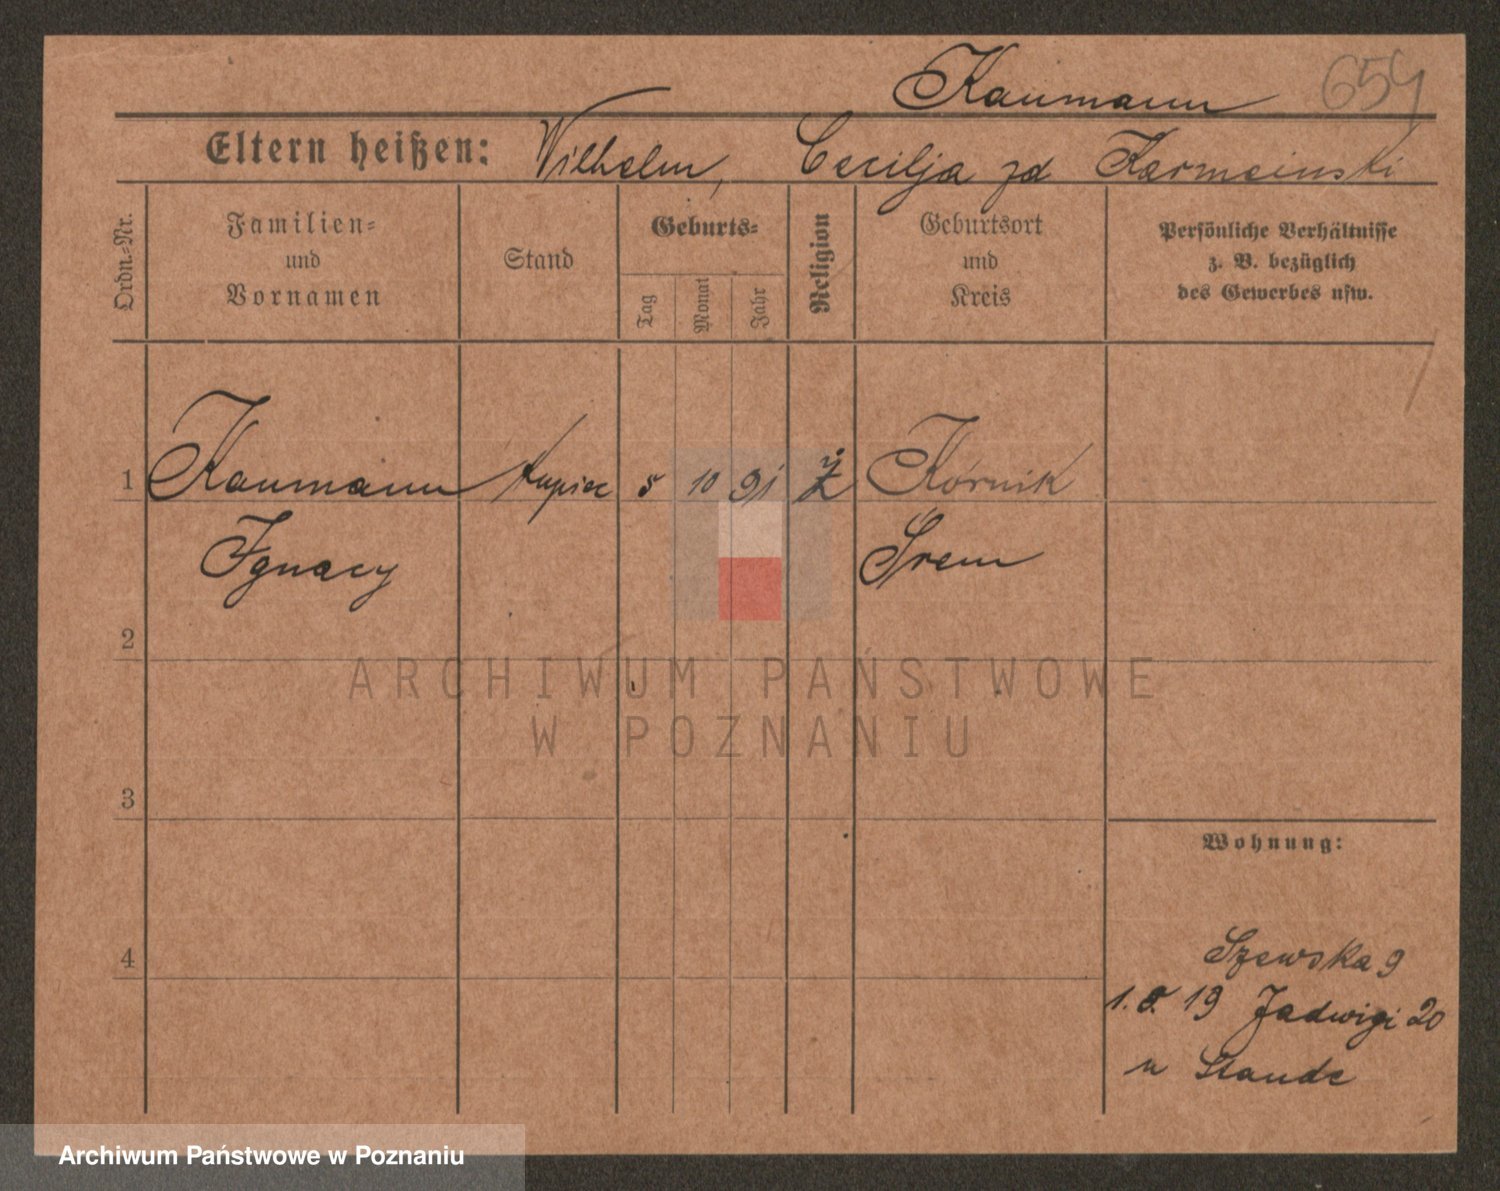 Kaumann 654
Eltern heißen: Wilhelm, Cecilja zd
Ordn.-Nr.
Familien-
und
Vornamen
Stand
Geburts-
Tag
Monat
Jahr
Religion
Geburtsort
und
Kreis
Persönliche Verhältnisse
z. B. bezüglich
des Gewerbes usw.
1 Kaumann kupiec 5 10 91 ż Kórnik
Ignacy Śrem
2
3
4
Wohnung:
Szewska 9
1. 8. 19 Jadwigi 20
u Staude
ARCHIWUM PAŃSTWOWE
W POZNANIU
Archiwum Państwowe w Poznaniu